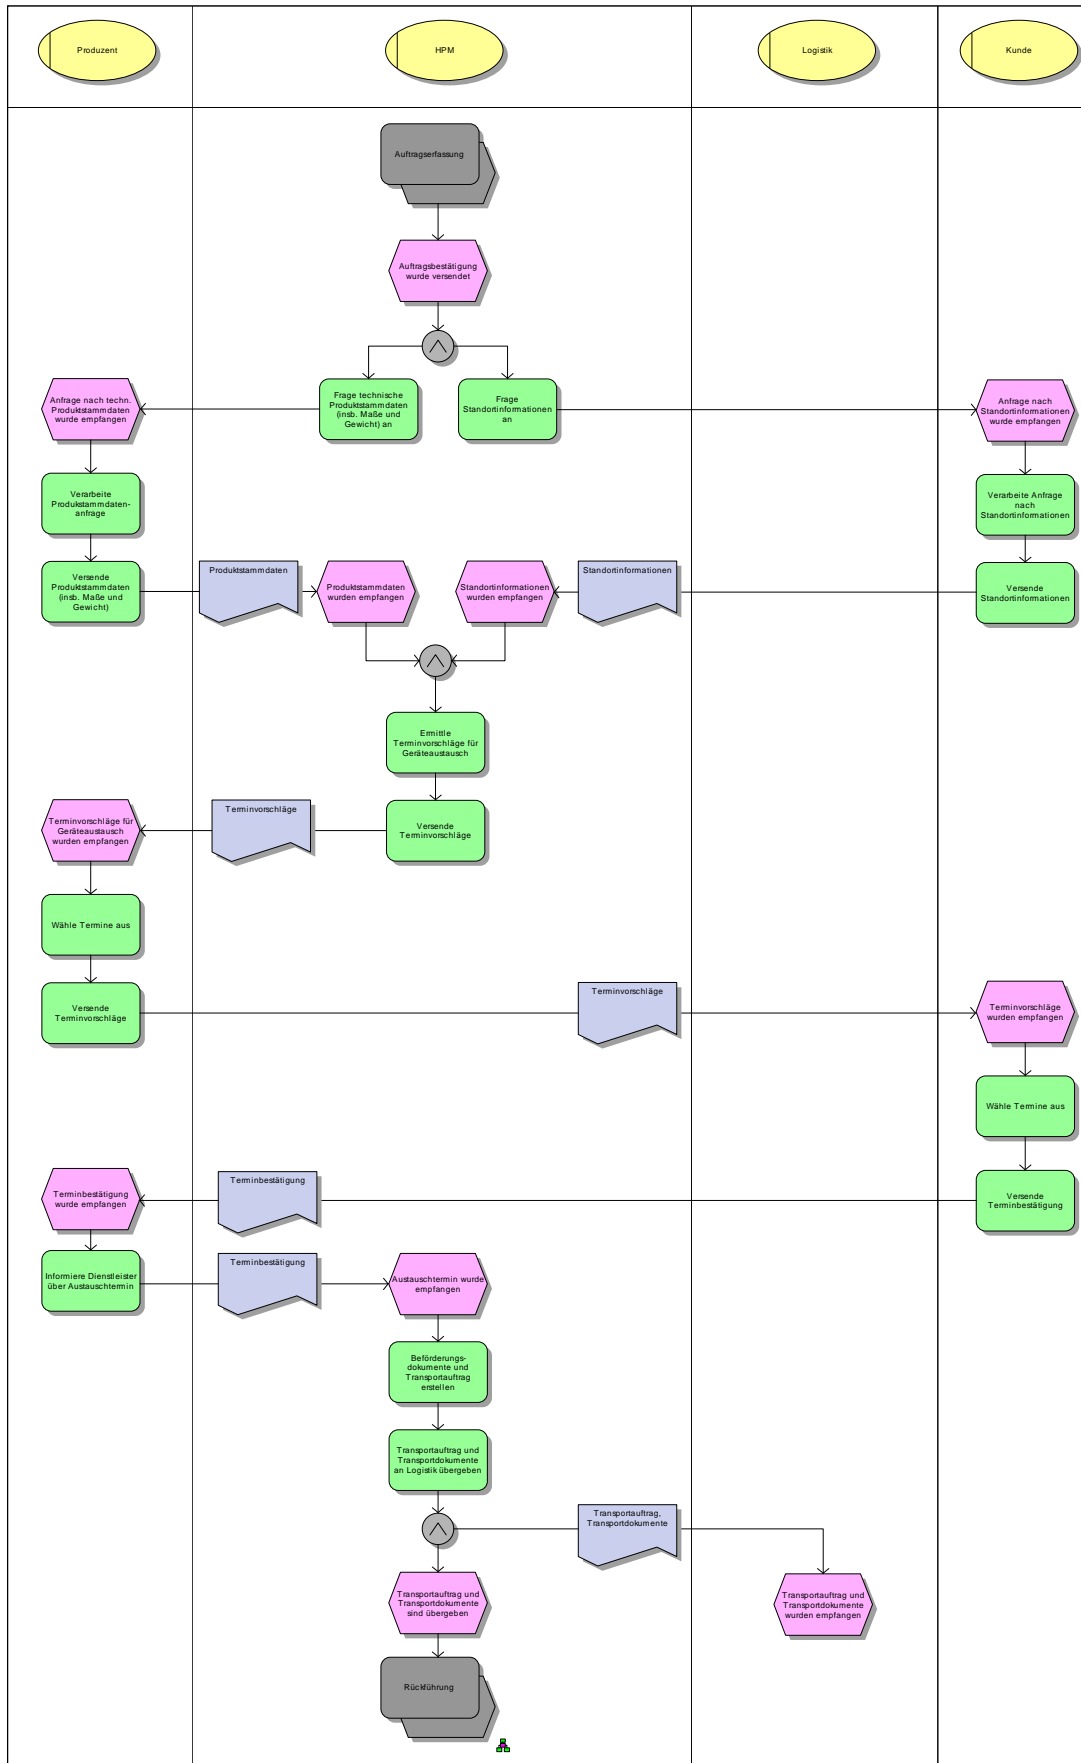 Produzent
HPM
Logistik
Kunde
Auftragserfassung
Auftragsbestätigung
wurde versendet
Anfrage nach techn.
Produktstammdaten
wurde empfangen
Frage technische
Produktstammdaten
(insb. Maße und
Gewicht) an
Frage
Standortinformationen
an
Anfrage nach
Standortinformationen
wurde empfangen
Verarbeite
Produkstammdaten-
anfrage
Verarbeite Anfrage
nach
Standortinformationen
Versende
Produktstammdaten
(insb. Maße und
Gewicht)
Produktstammdaten
Produktstammdaten
wurden empfangen
Standortinformationen
wurden empfangen
Standortinformationen
Versende
Standortinformationen
Ermittle
Terminvorschläge für
Geräteaustausch
Terminvorschläge für
Geräteaustausch
wurden empfangen
Terminvorschläge
Versende
Terminvorschläge
Wähle Termine aus
Versende
Terminvorschläge
Terminvorschläge
Terminvorschläge
wurden empfangen
Wähle Termine aus
Terminbestätigung
wurde empfangen
Terminbestätigung
Versende
Terminbestätigung
Informiere Dienstleister
über Austauschtermin
Terminbestätigung
Austauschtermin wurde
empfangen
Beförderungs-
dokumente und
Transportauftrag
erstellen
Transportauftrag und
Transportdokumente
an Logistik übergeben
Transportauftrag,
Transportdokumente
Transportauftrag und
Transportdokumente
sind übergeben
Transportauftrag und
Transportdokumente
wurden empfangen
Rückführung